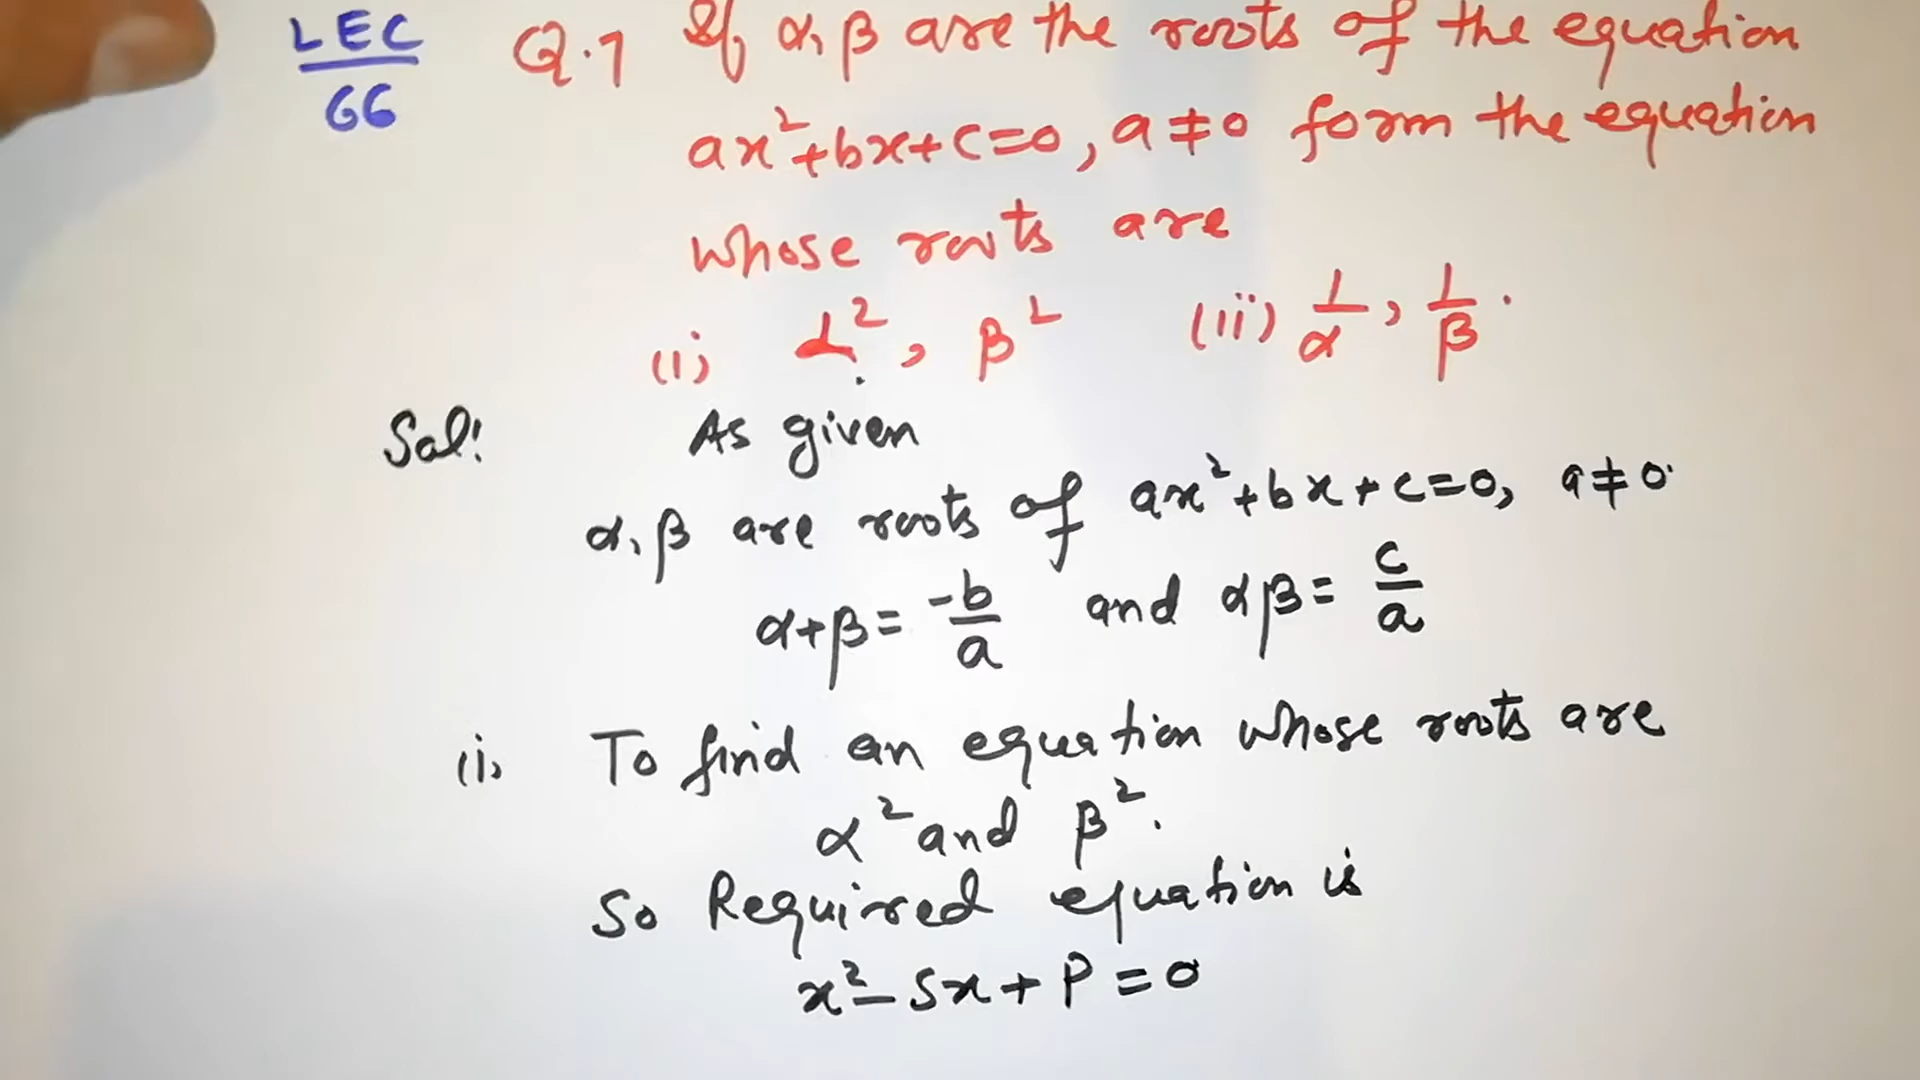 LEC
66
Q.7 If α, β are the roots of the equation
ax²+bx+c=0, a≠0 form the equation
whose roots are
(i) α², β² (ii) 1/α, 1/β.
Sol: As given
α, β are roots of ax²+bx+c=0, a≠0.
α+β = -b/a and αβ = c/a
(i) To find an equation whose roots are
α² and β².
So Required equation is
x²-Sx+P=0